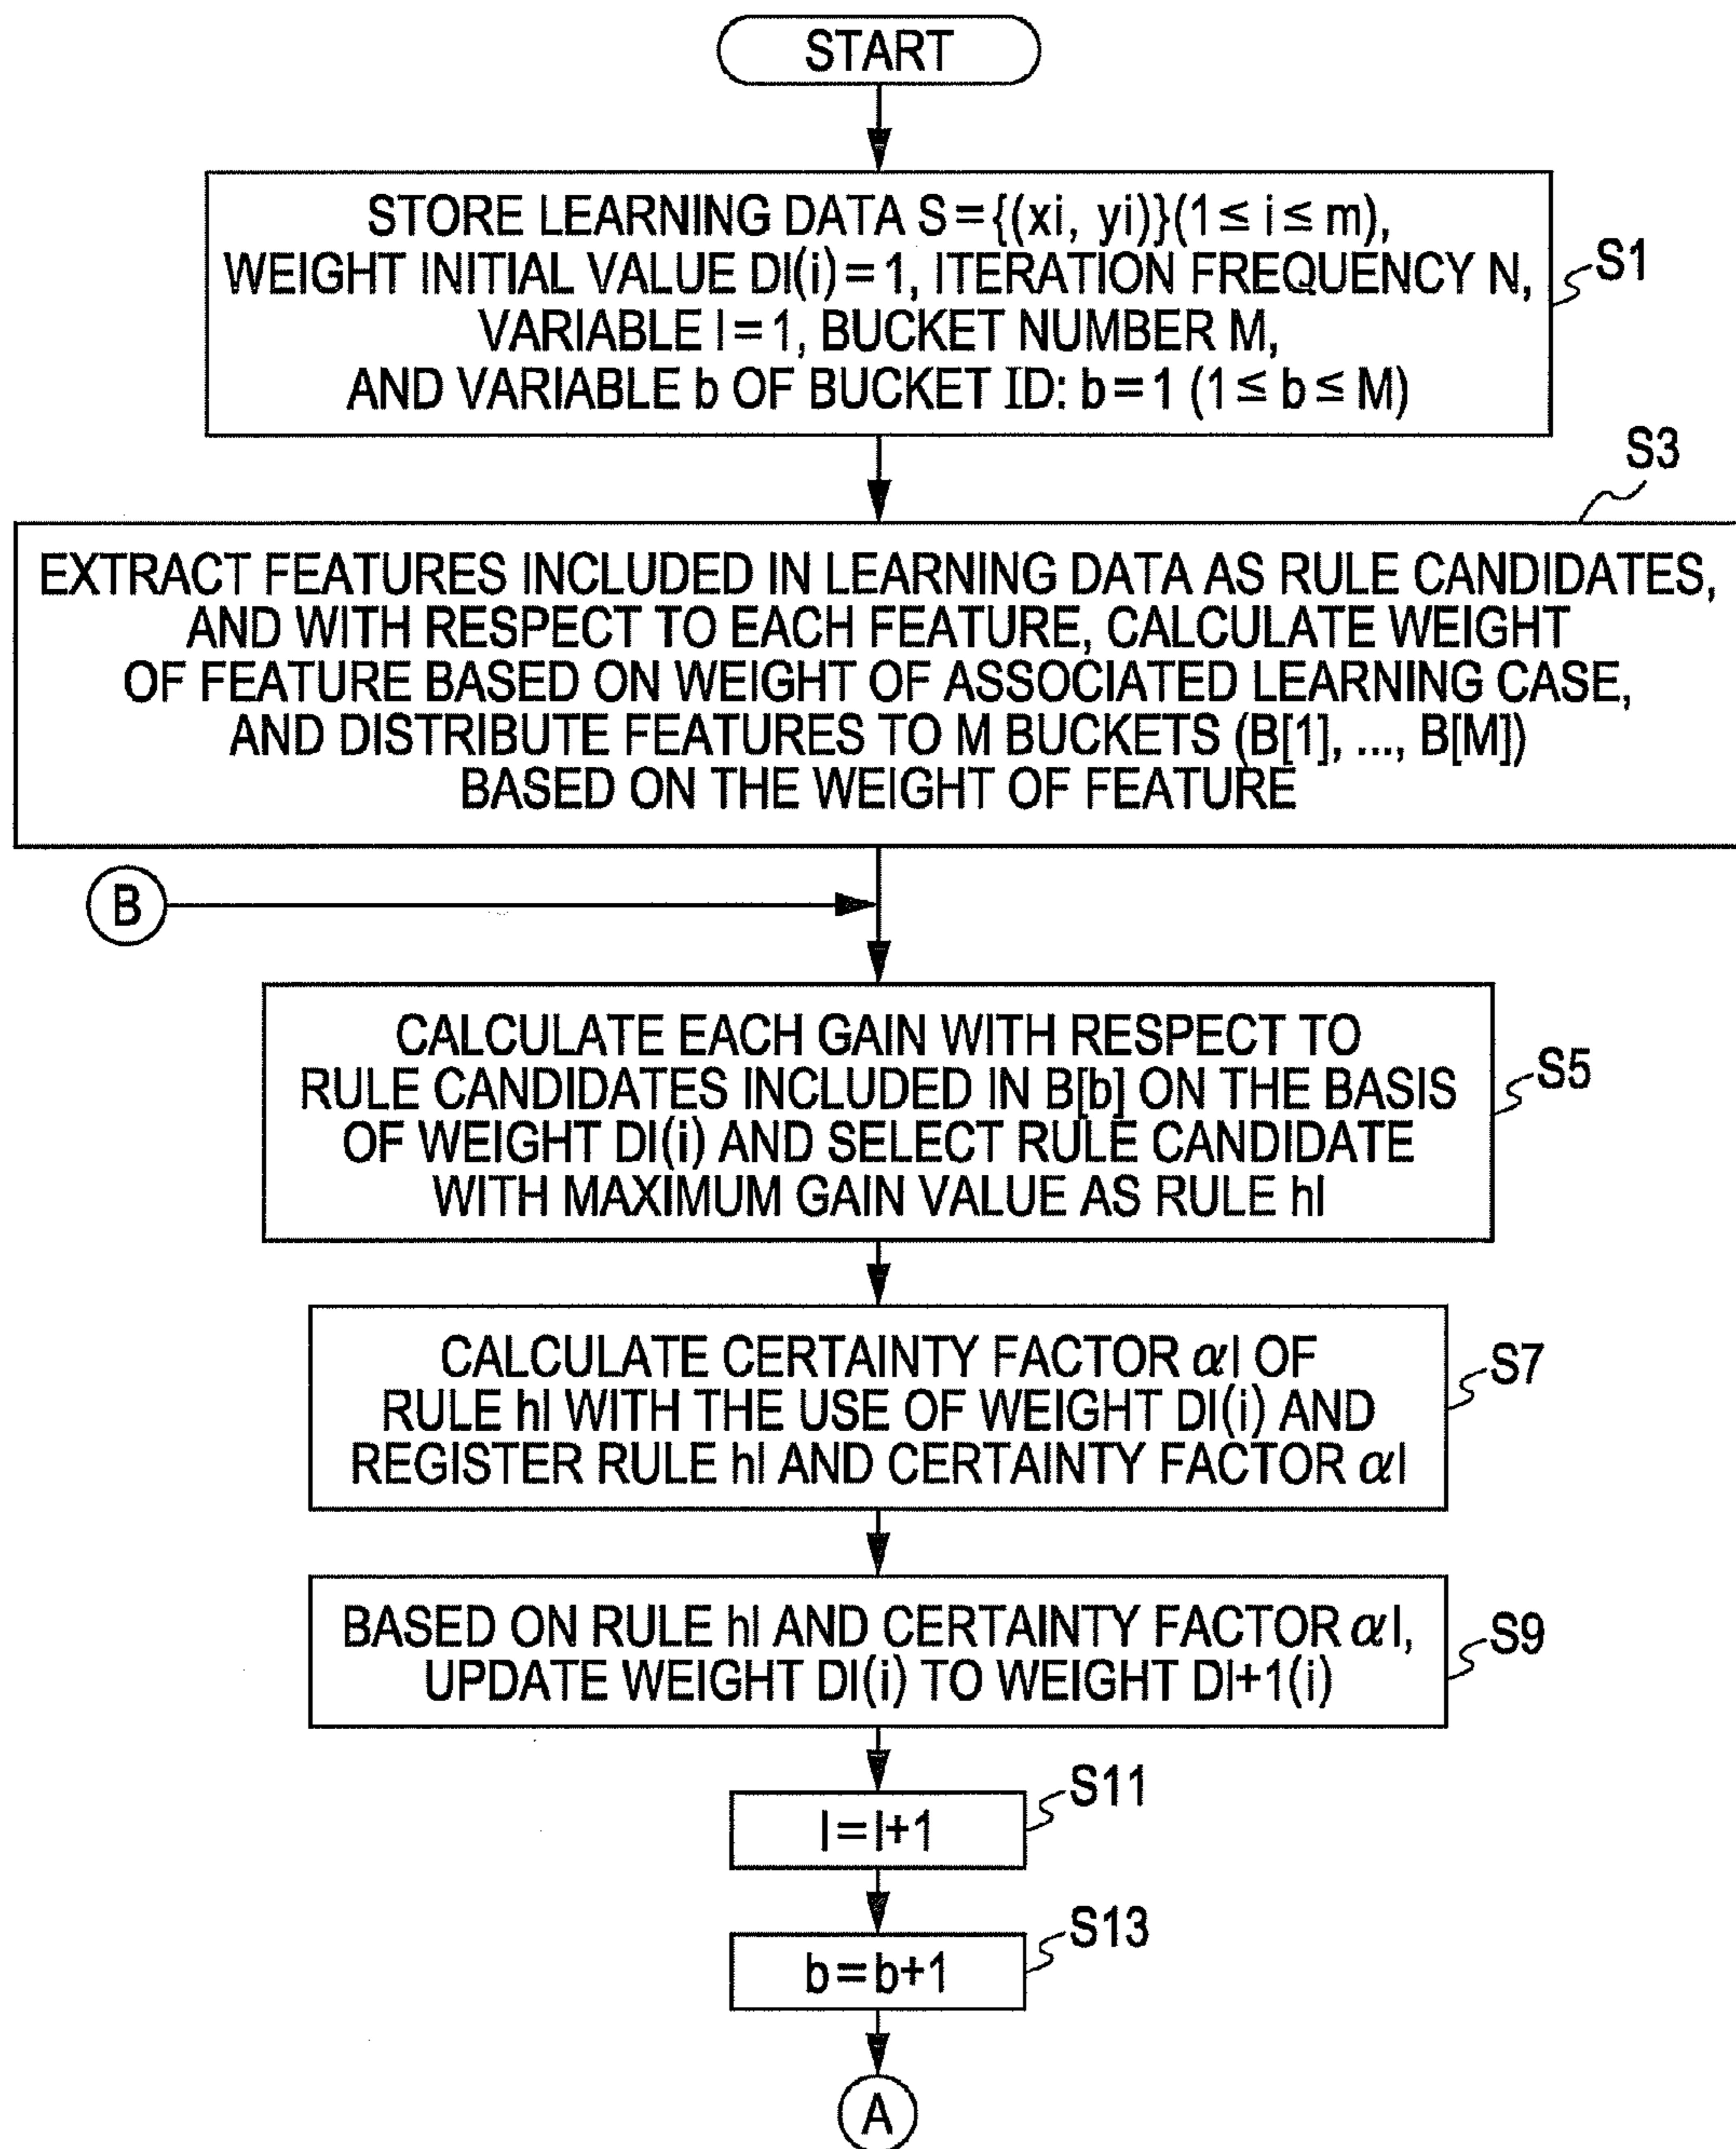 START
STORE LEARNING DATA S={(xi, yi)}(1≤ i ≤ m),
WEIGHT INITIAL VALUE Dl(i)=1, ITERATION FREQUENCY N,
VARIABLE l=1, BUCKET NUMBER M,
AND VARIABLE b OF BUCKET ID: b=1 (1≤ b ≤ M)
S1
S3
EXTRACT FEATURES INCLUDED IN LEARNING DATA AS RULE CANDIDATES,
AND WITH RESPECT TO EACH FEATURE, CALCULATE WEIGHT
OF FEATURE BASED ON WEIGHT OF ASSOCIATED LEARNING CASE,
AND DISTRIBUTE FEATURES TO M BUCKETS (B[1], ..., B[M])
BASED ON THE WEIGHT OF FEATURE
B
CALCULATE EACH GAIN WITH RESPECT TO
RULE CANDIDATES INCLUDED IN B[b] ON THE BASIS
OF WEIGHT Dl(i) AND SELECT RULE CANDIDATE
WITH MAXIMUM GAIN VALUE AS RULE hl
S5
CALCULATE CERTAINTY FACTOR αl OF
RULE hl WITH THE USE OF WEIGHT Dl(i) AND
REGISTER RULE hl AND CERTAINTY FACTOR αl
S7
BASED ON RULE hl AND CERTAINTY FACTOR αl,
UPDATE WEIGHT Dl(i) TO WEIGHT Dl+1(i)
S9
l=l+1
S11
b=b+1
S13
A